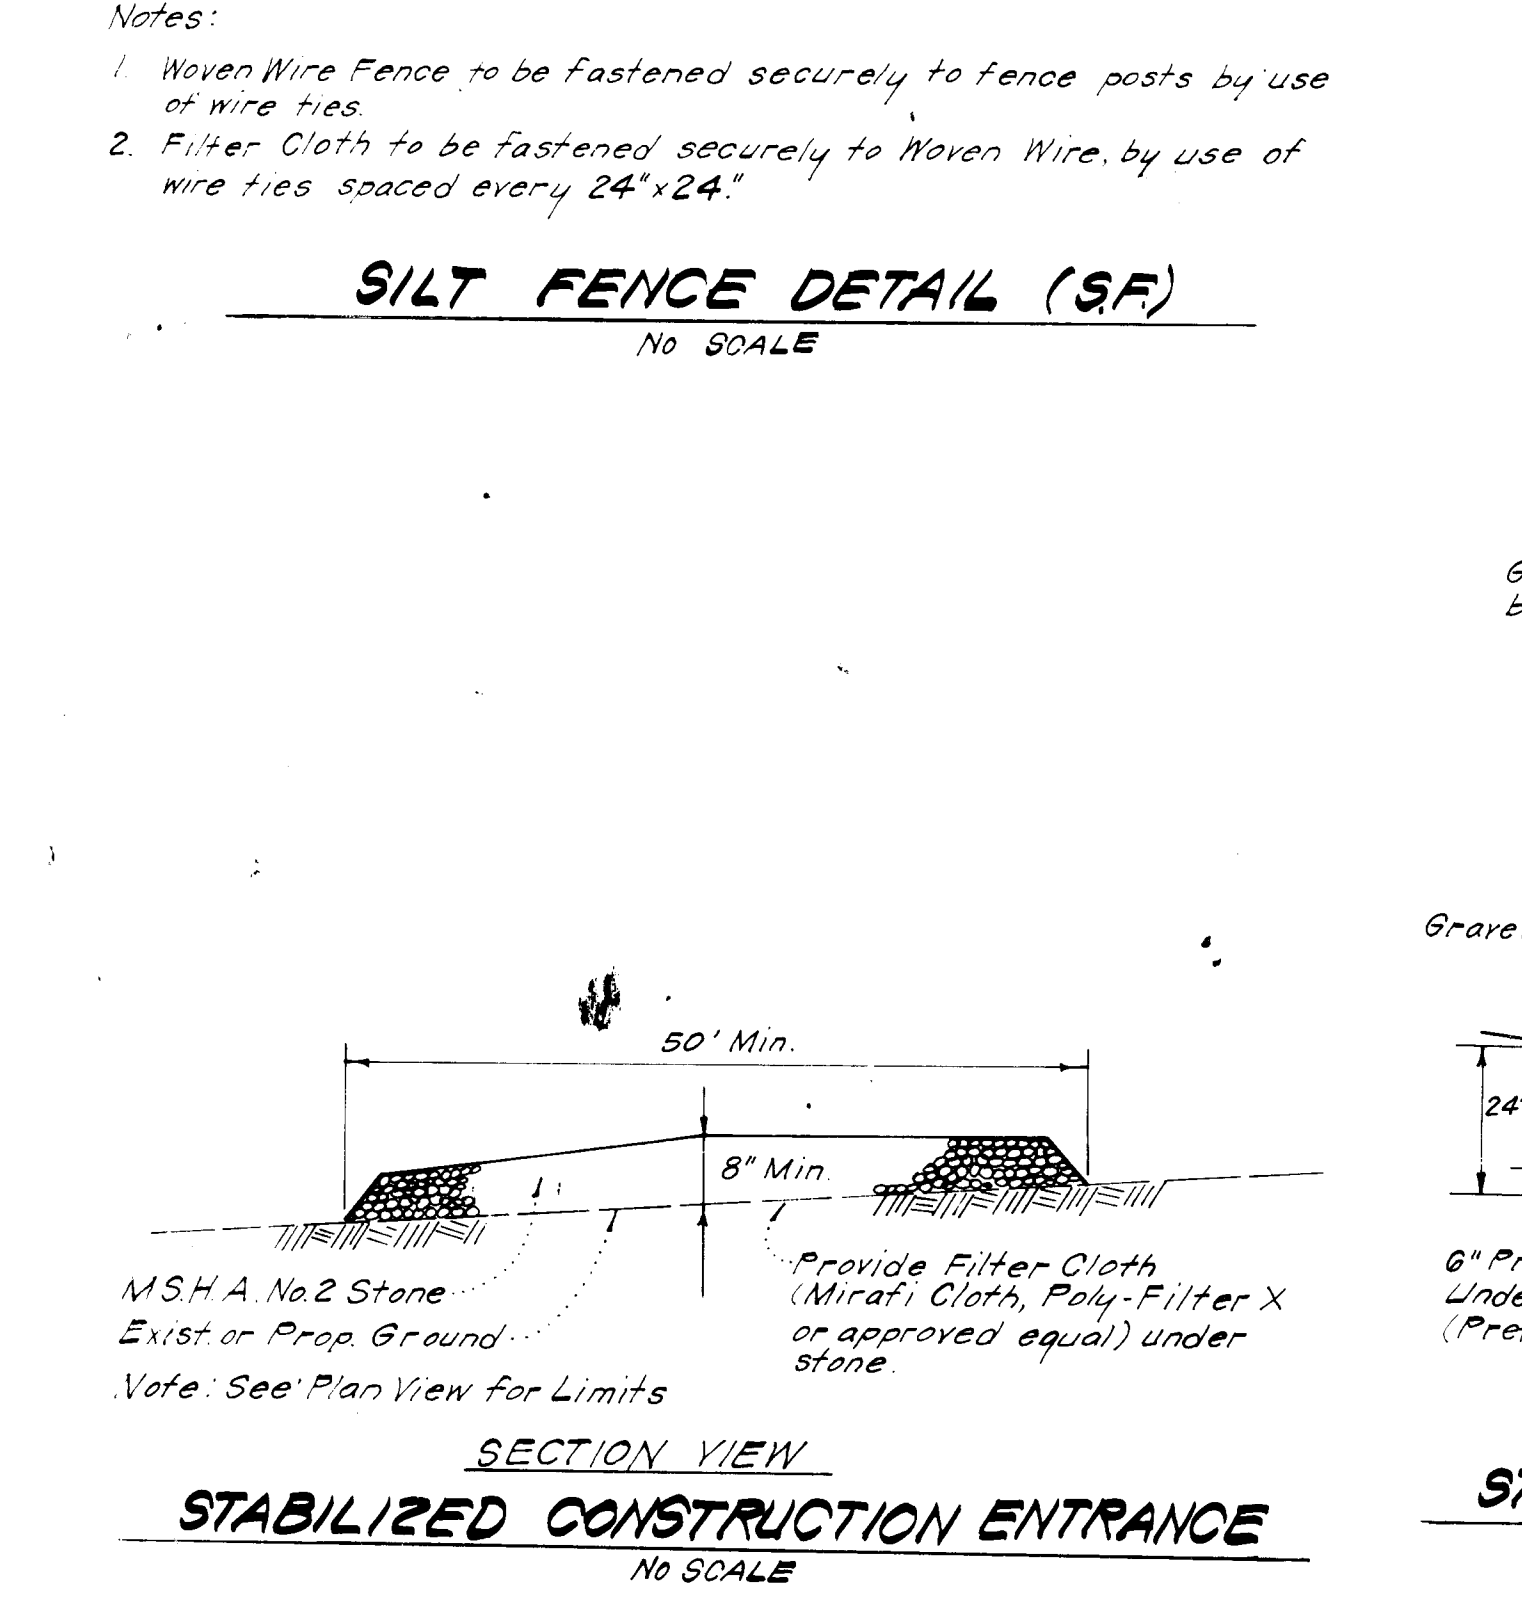 Notes:
1. Woven Wire Fence to be fastened securely to fence posts by use
of wire ties.
2. Filter Cloth to be fastened securely to Woven Wire, by use of
wire ties spaced every 24"x24."
SILT FENCE DETAIL (S.F.)
No SCALE
50' Min.
8" Min.
M.S.H.A. No.2 Stone
Exist. or Prop. Ground
Note: See Plan View for Limits
Provide Filter Cloth
(Mirafi Cloth, Poly-Filter X
or approved equal) under
stone.
SECTION VIEW
STABILIZED CONSTRUCTION ENTRANCE
No SCALE
24"
6"